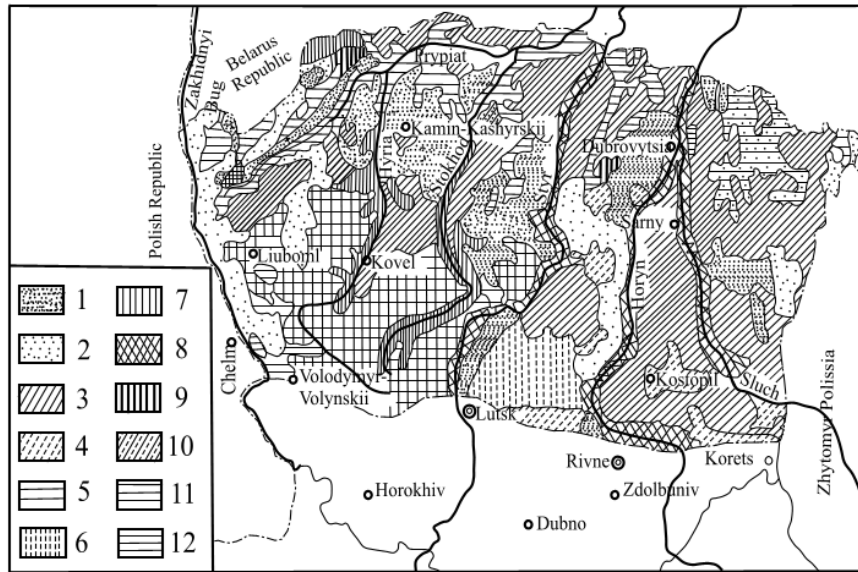 Belarus
Republic
Prypiat
Zakhidnyi
Bug
Kamin-Kashyrskij
Tyria
Stokhod
Styr
Dubrovytsia
Polish Republic
Sarny
Luboml
Kovel
Horyn
1
7
2
8
3
9
4
10
5
11
6
12
Chelm
Volodymyr-
Volynskii
Kostopil
Sluch
Lutsk
Rivne
Korets
Zhytomyr Polissia
Horokhiv
Zdolbuniv
Dubno